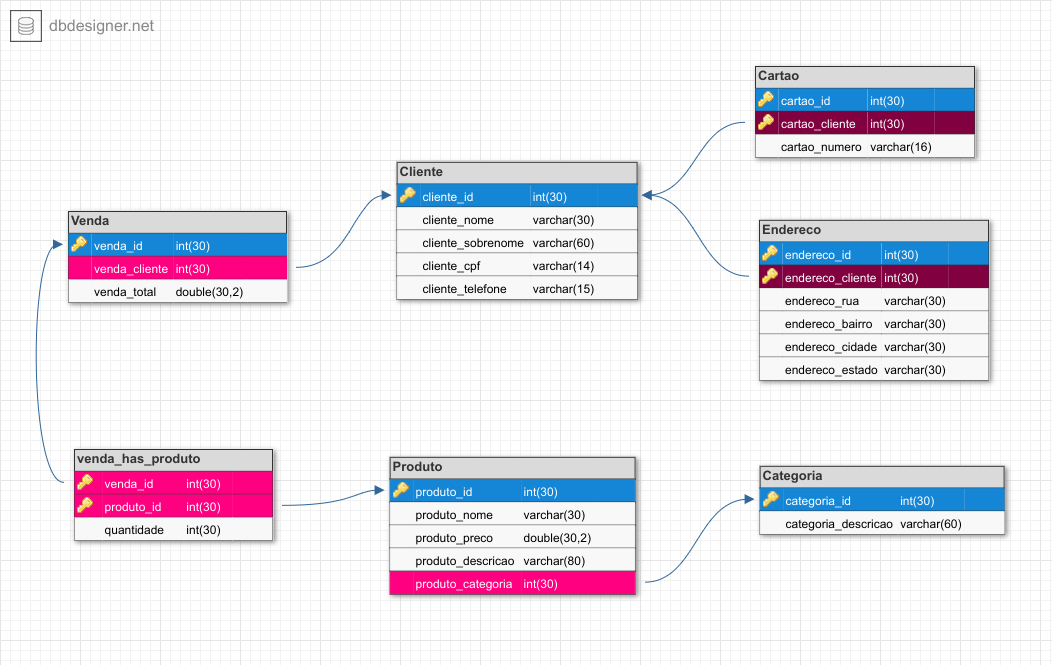 dbdesigner.net
Cartao
cartao_id int(30)
cartao_cliente int(30)
cartao_numero varchar(16)
Cliente
cliente_id int(30)
cliente_nome varchar(30)
cliente_sobrenome varchar(60)
cliente_cpf varchar(14)
cliente_telefone varchar(15)
Venda
venda_id int(30)
venda_cliente int(30)
venda_total double(30,2)
Endereco
endereco_id int(30)
endereco_cliente int(30)
endereco_rua varchar(30)
endereco_bairro varchar(30)
endereco_cidade varchar(30)
endereco_estado varchar(30)
venda_has_produto
venda_id int(30)
produto_id int(30)
quantidade int(30)
Produto
produto_id int(30)
produto_nome varchar(30)
produto_preco double(30,2)
produto_descricao varchar(80)
produto_categoria int(30)
Categoria
categoria_id int(30)
categoria_descricao varchar(60)